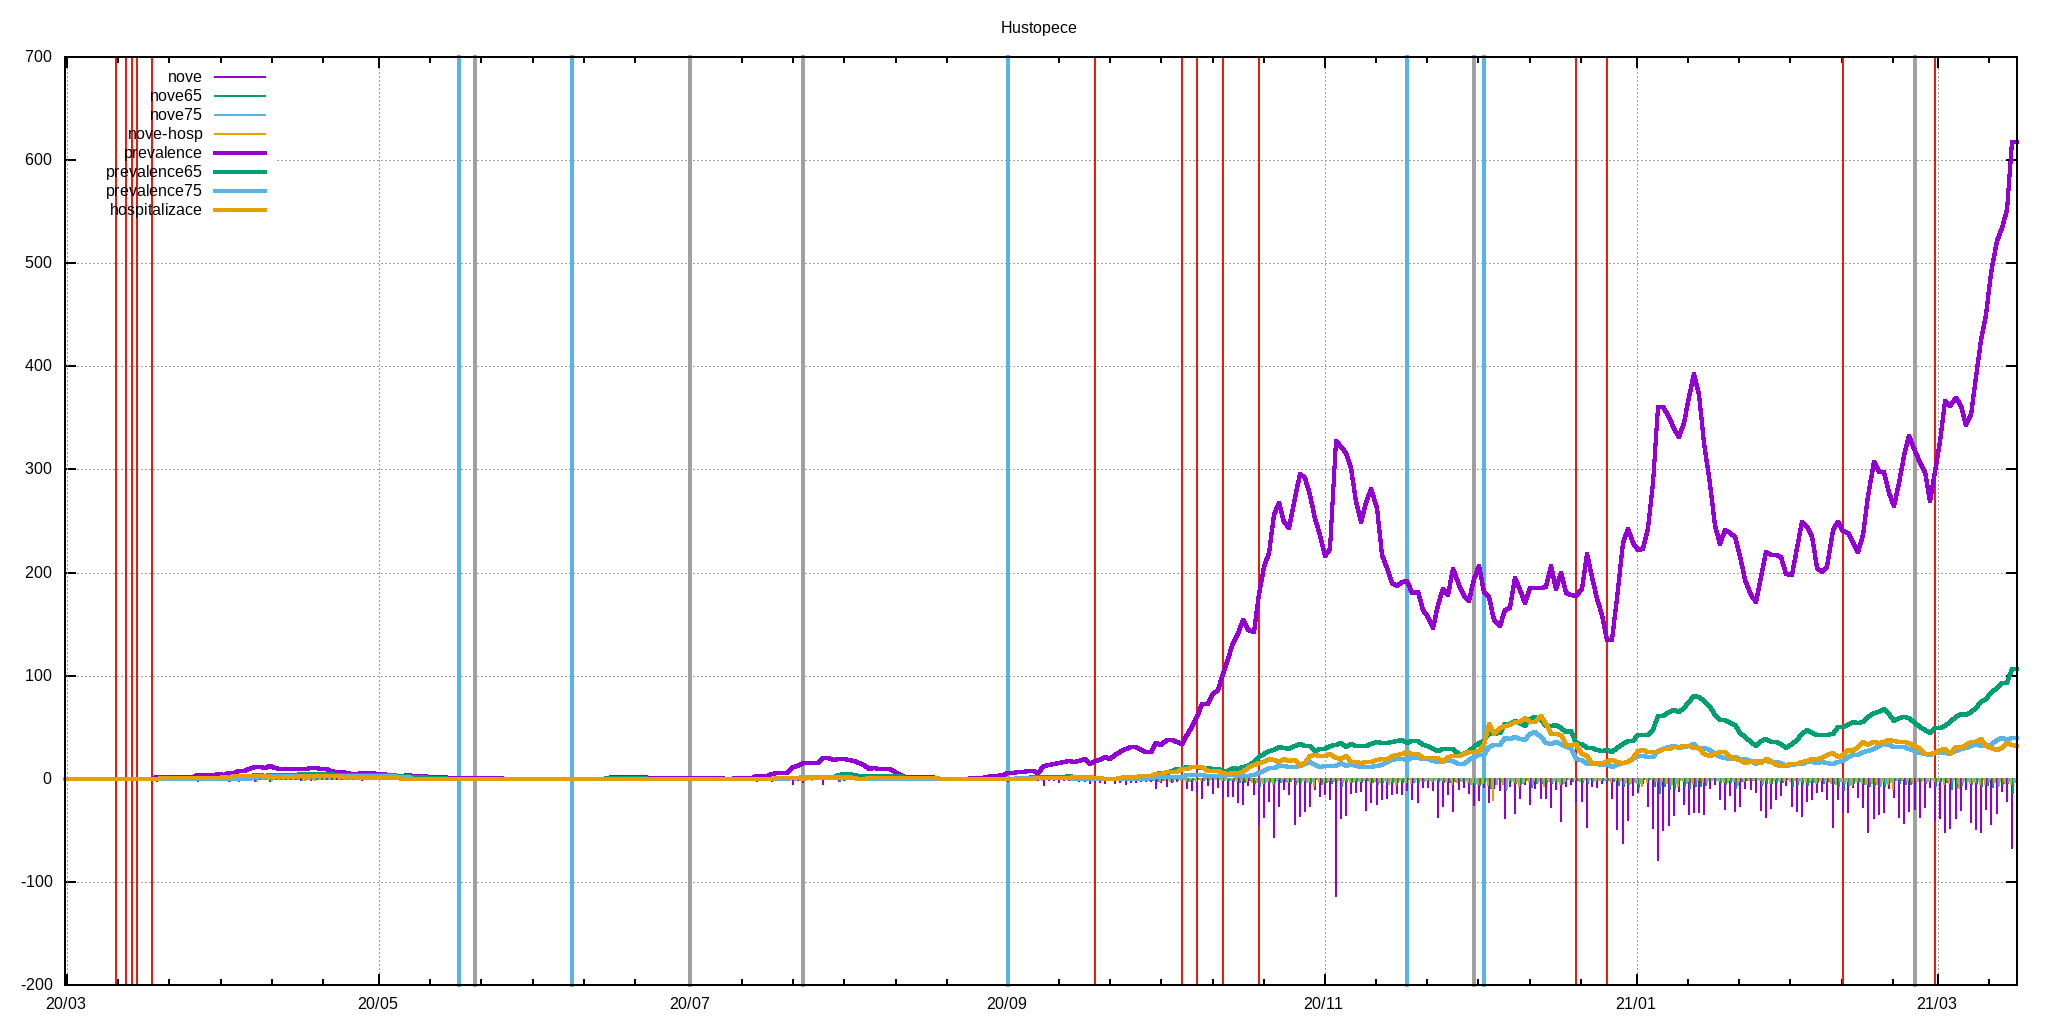 Hustopece
700
600
500
400
300
200
100
0
-100
-200
nove
nove65
nove75
nove-hosp
prevalence
prevalence65
prevalence75
hospitalizace
20/03 20/05 20/07 20/09 20/11 21/01 21/03